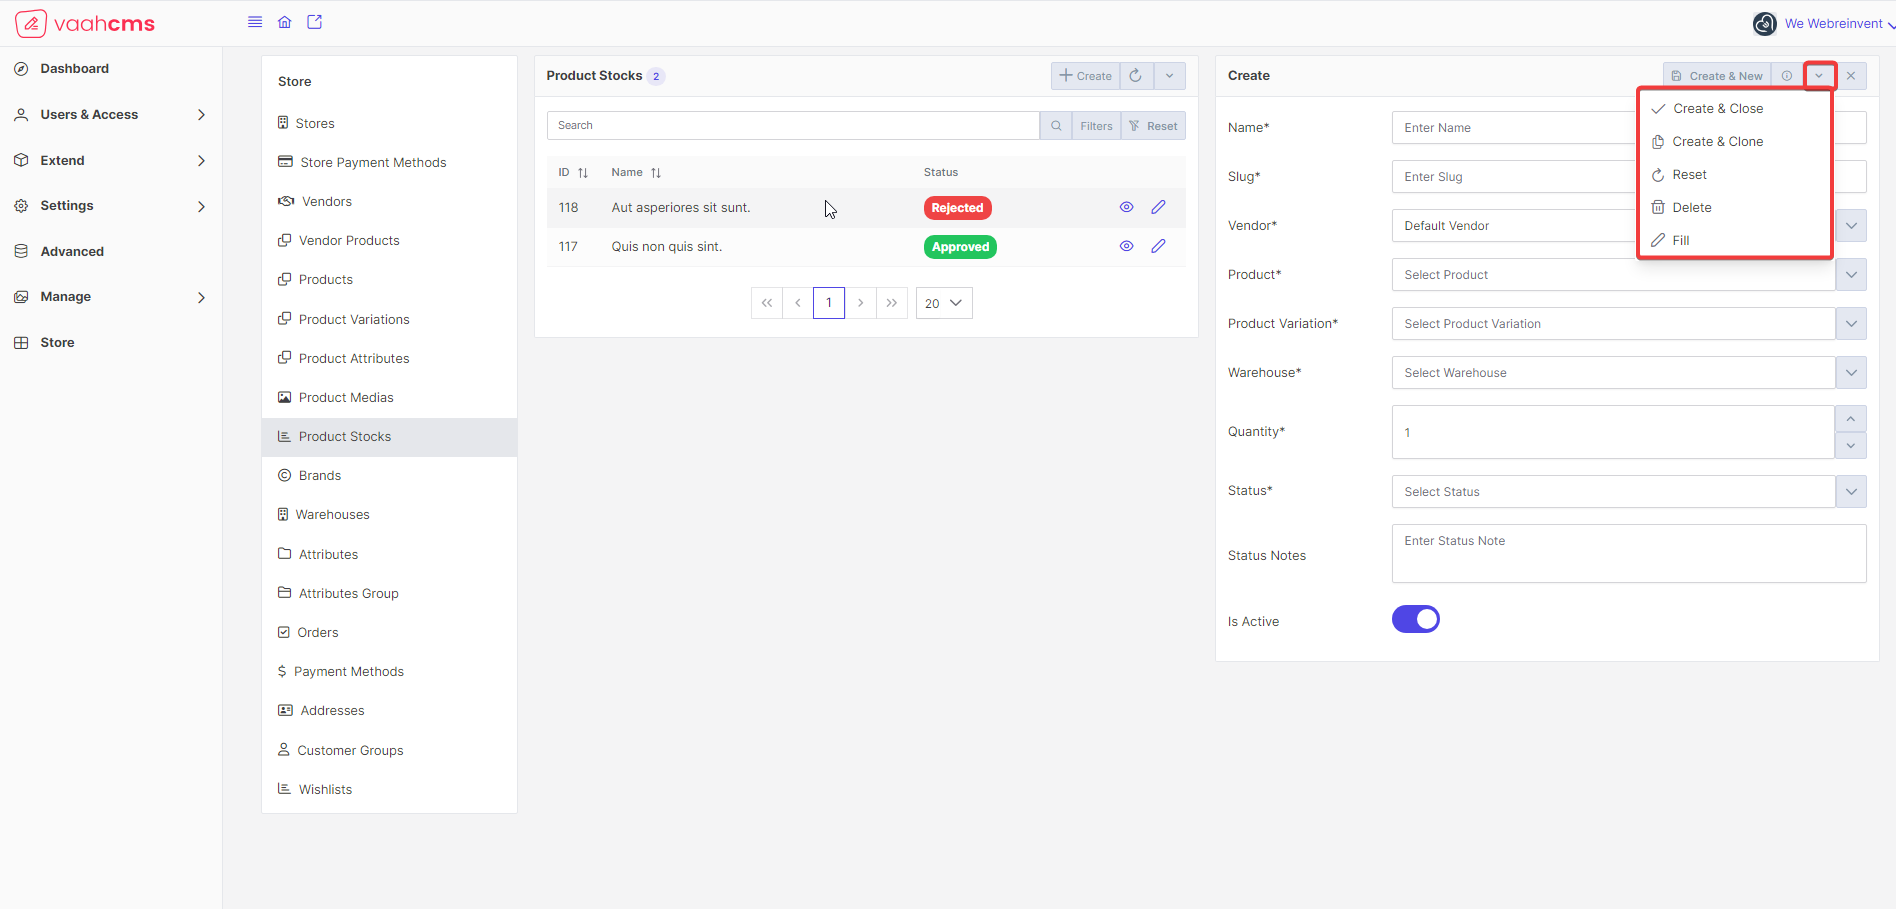 vaahcms
We Webreinvent
Dashboard
Users & Access
Extend
Settings
Advanced
Manage
Store
Store
Stores
Store Payment Methods
Vendors
Vendor Products
Products
Product Variations
Product Attributes
Product Medias
Product Stocks
Brands
Warehouses
Attributes
Attributes Group
Orders
Payment Methods
Addresses
Customer Groups
Wishlists
Product Stocks 2
Create
Search
Filters
Reset
ID Name Status
118 Aut asperiores sit sunt. Rejected
117 Quis non quis sint. Approved
1
20
Create
Create & New
Create & Close
Create & Clone
Reset
Delete
Fill
Name* Enter Name
Slug* Enter Slug
Vendor* Default Vendor
Product* Select Product
Product Variation* Select Product Variation
Warehouse* Select Warehouse
Quantity* 1
Status* Select Status
Status Notes Enter Status Note
Is Active